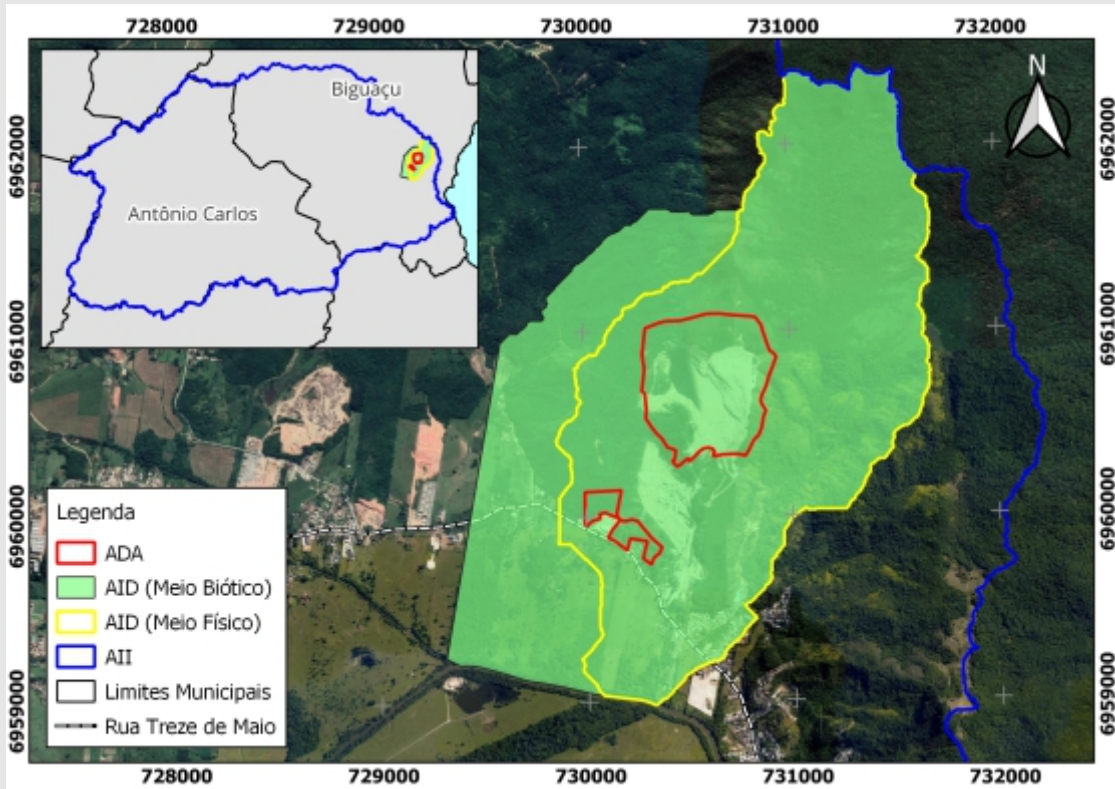 728000 729000 730000 731000 732000
6962000
6962000
Biguaçu
N
Antônio Carlos
6961000
6961000
6960000
6960000
Legenda
ADA
AID (Meio Biótico)
AID (Meio Físico)
AII
Limites Municipais
Rua Treze de Maio
6959000
6959000
728000 729000 730000 731000 732000